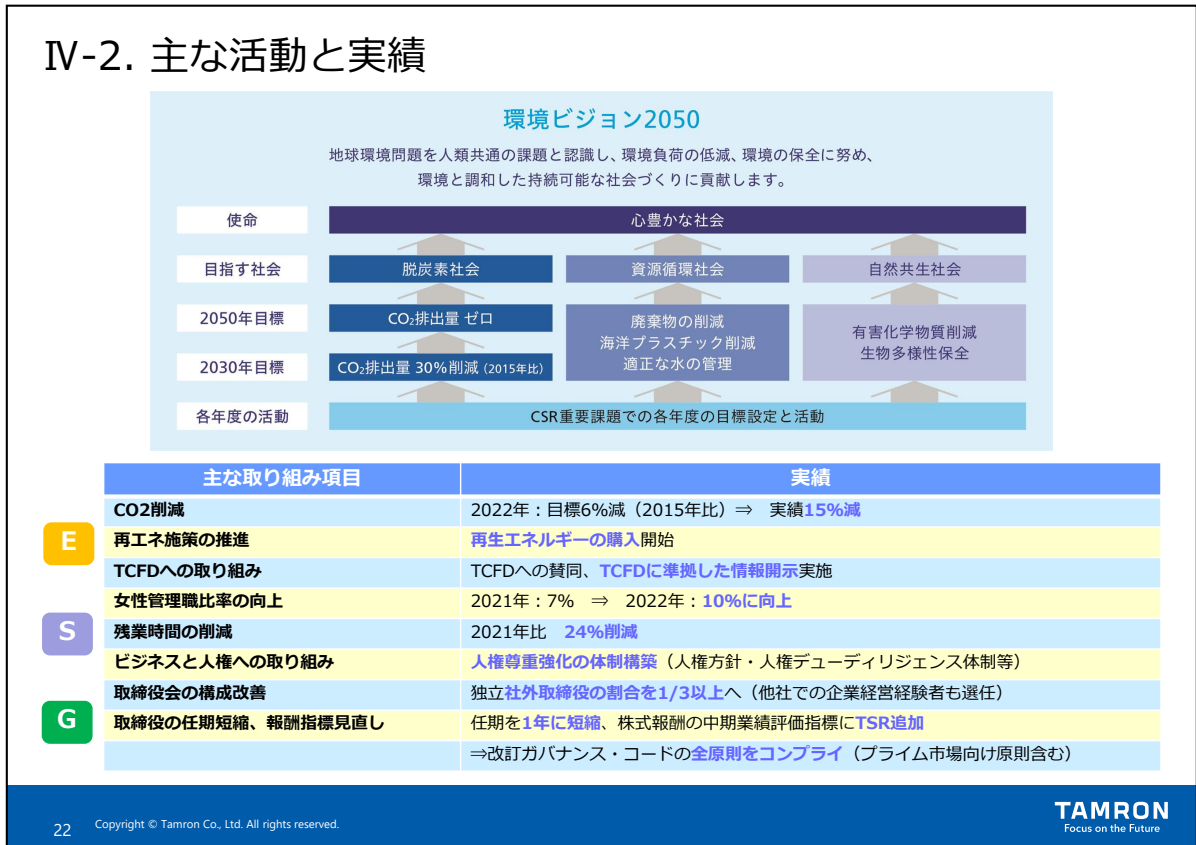 Ⅳ-2. 主な活動と実績
環境ビジョン2050
地球環境問題を人類共通の課題と認識し、環境負荷の低減、環境の保全に努め、
環境と調和した持続可能な社会づくりに貢献します。
使命
心豊かな社会
目指す社会
脱炭素社会
資源循環社会
自然共生社会
2050年目標
CO₂排出量 ゼロ
廃棄物の削減
海洋プラスチック削減
適正な水の管理
有害化学物質削減
生物多様性保全
2030年目標
CO₂排出量 30%削減 (2015年比)
各年度の活動
CSR重要課題での各年度の目標設定と活動
主な取り組み項目 実績
CO2削減 2022年：目標6%減（2015年比）⇒ 実績15%減
E
再エネ施策の推進 再生エネルギーの購入開始
TCFDへの取り組み TCFDへの賛同、TCFDに準拠した情報開示実施
女性管理職比率の向上 2021年：7% ⇒ 2022年：10%に向上
S
残業時間の削減 2021年比 24%削減
ビジネスと人権への取り組み 人権尊重強化の体制構築（人権方針・人権デューディリジェンス体制等）
取締役会の構成改善 独立社外取締役の割合を1/3以上へ（他社での企業経営経験者も選任）
G
取締役の任期短縮、報酬指標見直し 任期を1年に短縮、株式報酬の中期業績評価指標にTSR追加
⇒改訂ガバナンス・コードの全原則をコンプライ（プライム市場向け原則含む）
22 Copyright © Tamron Co., Ltd. All rights reserved.
TAMRON
Focus on the Future